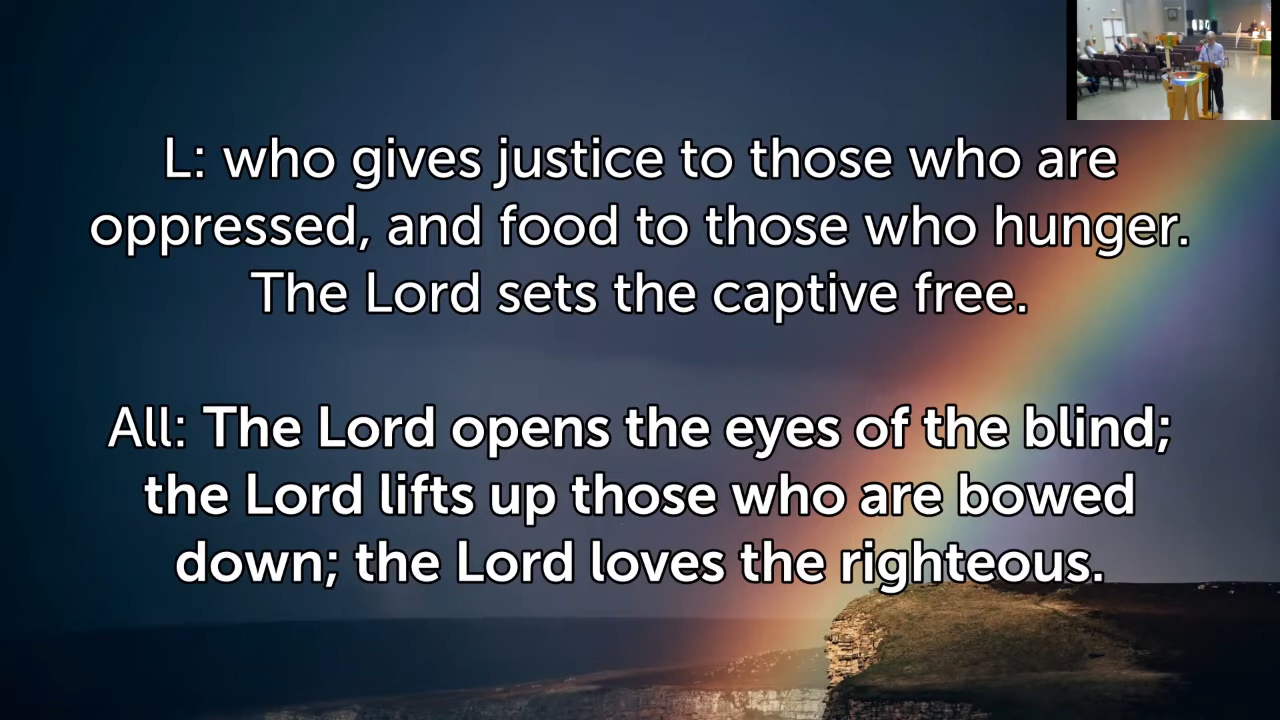 L: who gives justice to those who are
oppressed, and food to those who hunger.
The Lord sets the captive free.
All: The Lord opens the eyes of the blind;
the Lord lifts up those who are bowed
down; the Lord loves the righteous.